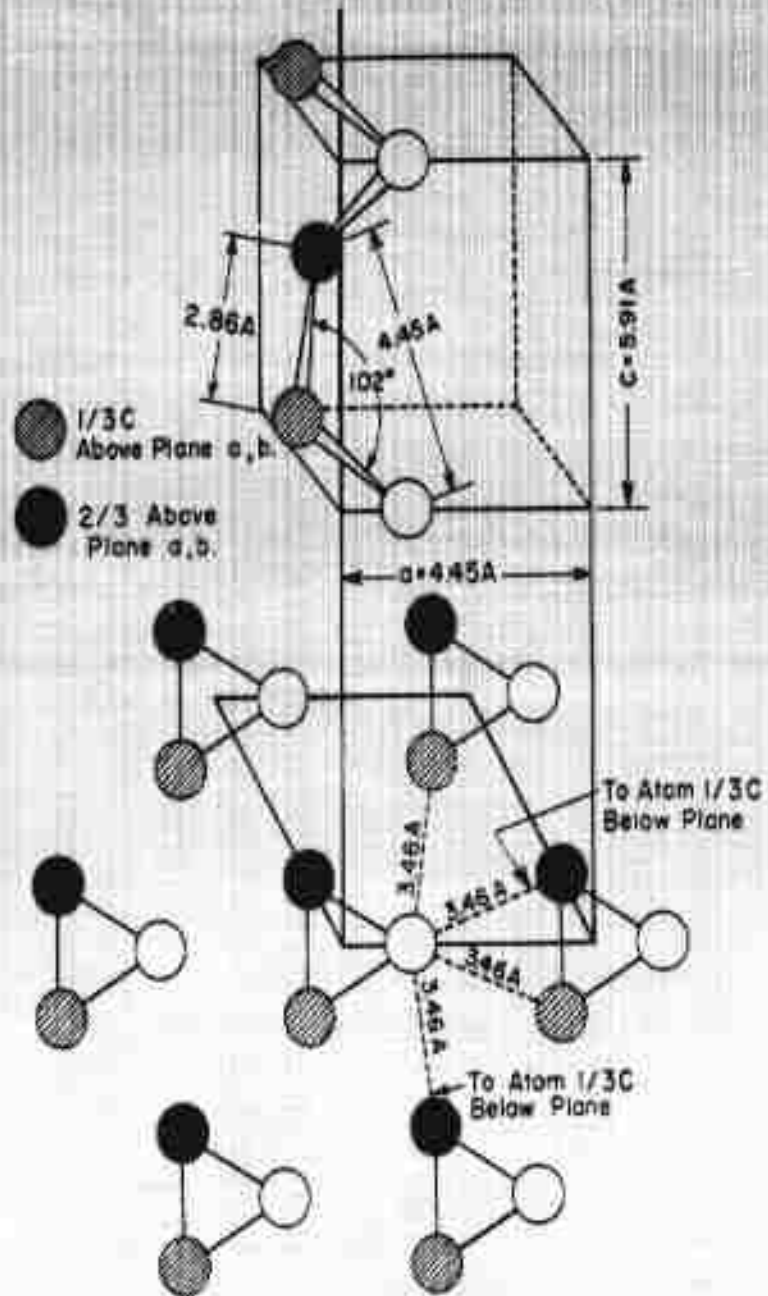 2.86A
4.45A
102°
C=5.91A
1/3C
Above Plane a,b.
2/3 Above
Plane a,b.
a=4.45A
To Atom 1/3C
Below Plane
3.46A
3.46A
3.46A
3.46A
To Atom 1/3C
Below Plane